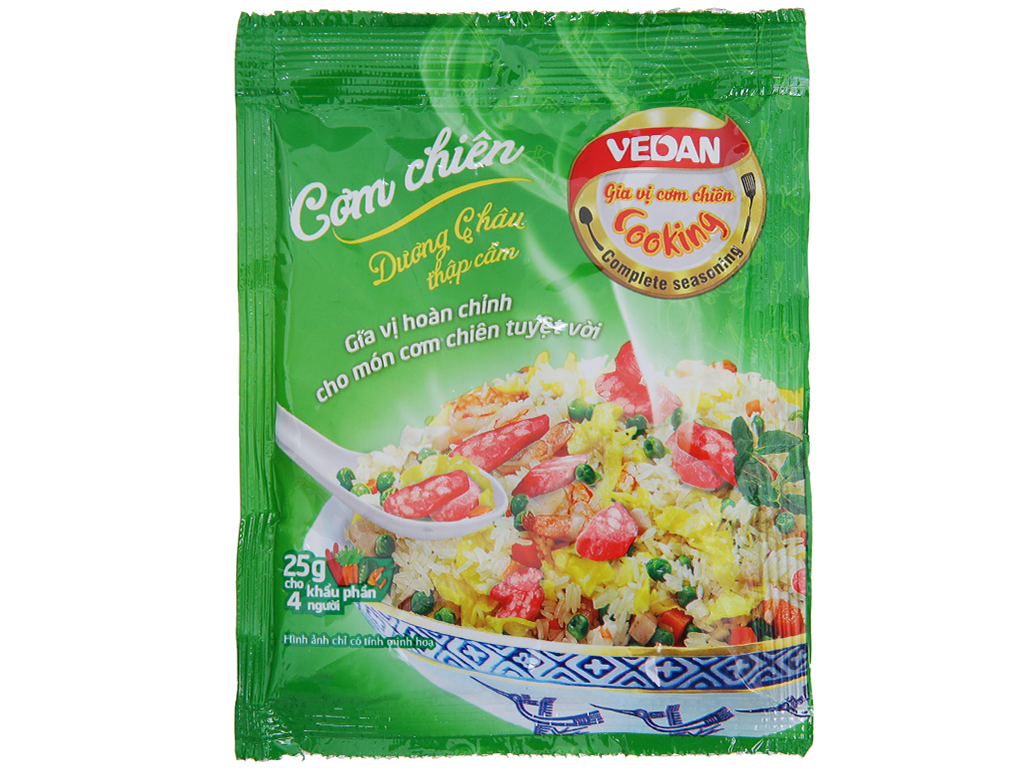 Cơm chiên
Dương Châu
thập cẩm
Gia vị hoàn chỉnh
cho món cơm chiên tuyệt vời
VEDAN
Gia vị cơm chiên
Cooking
Complete seasoning
25g
cho khẩu phần
4 người
Hình ảnh chỉ có tính minh hoạ